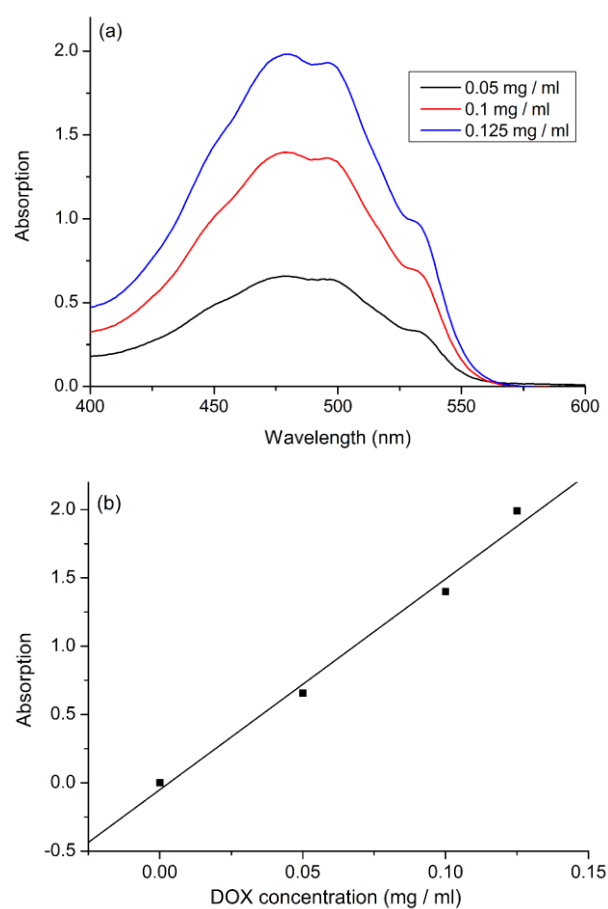 (a)
2.0
1.5
1.0
0.5
0.0
Absorption
0.05 mg / ml
0.1 mg / ml
0.125 mg / ml
400
450
500
550
600
Wavelength (nm)
(b)
2.0
1.5
1.0
0.5
0.0
-0.5
Absorption
0.00
0.05
0.10
0.15
DOX concentration (mg / ml)